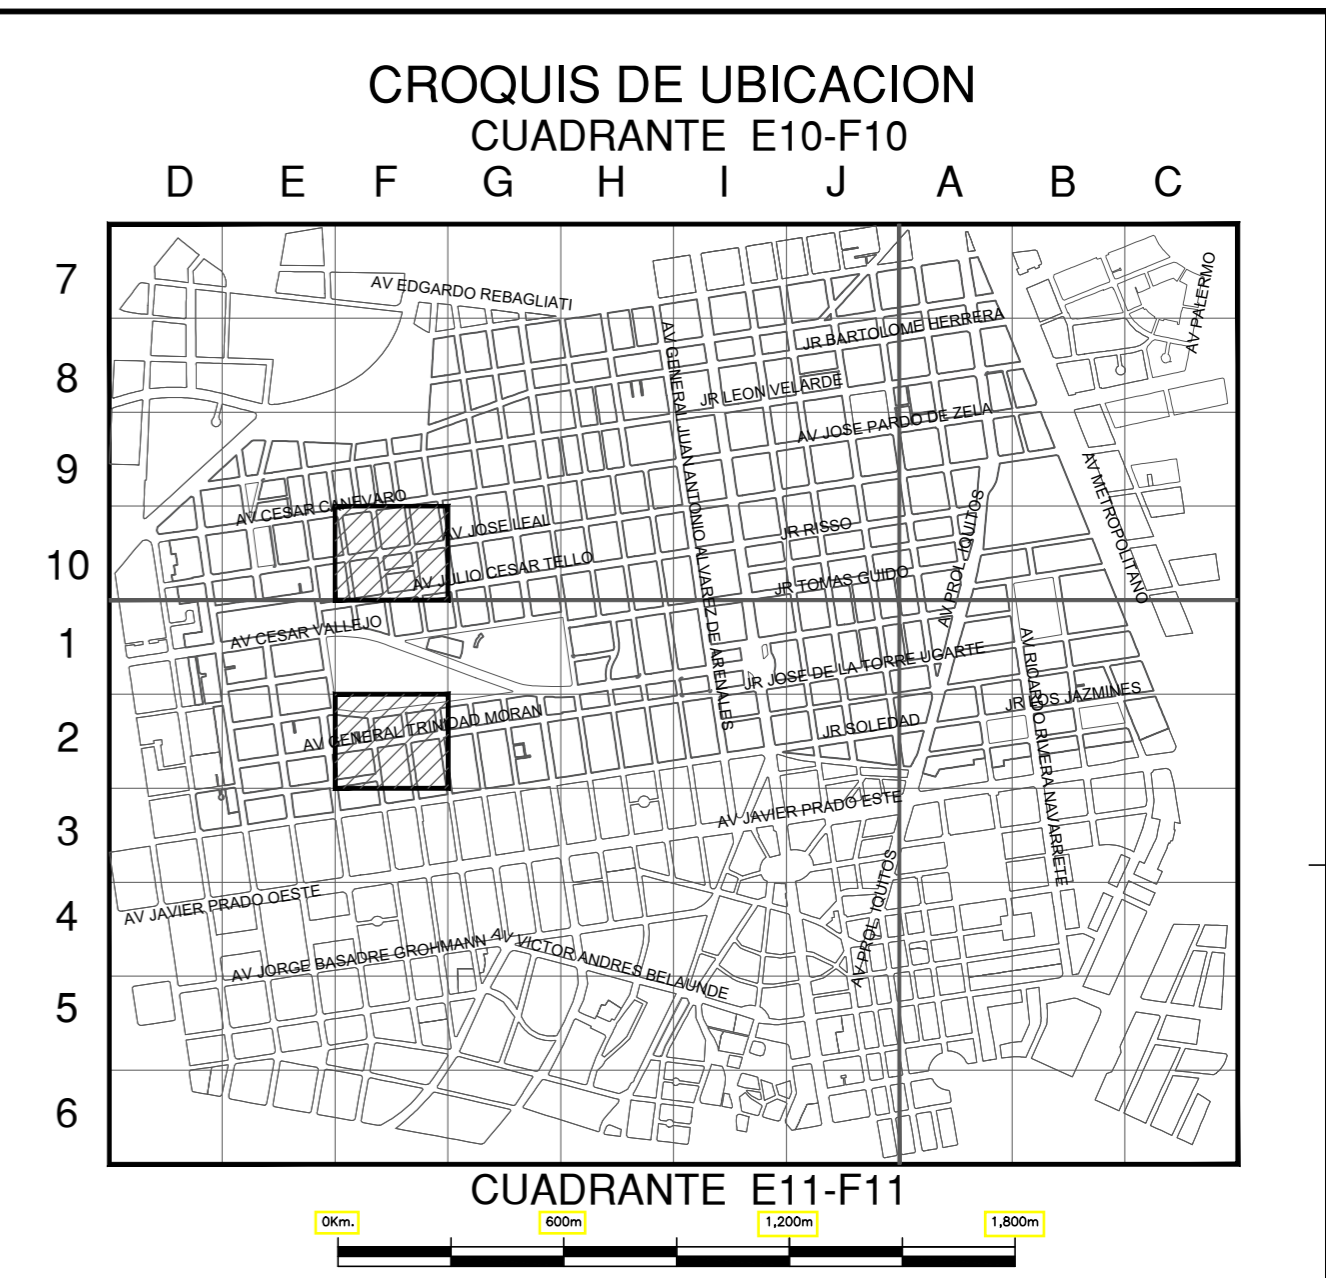 CROQUIS DE UBICACION
CUADRANTE E10-F10
D E F G H I J A B C
7
AV EDGARDO REBAGLIATI
AV PALERMO
JR BARTOLOME HERRERA
8
AV GENERAL JUAN ANTONIO ALVAREZ DE ARENALES
JR LEON VELARDE
AV JOSE PARDO DE ZELA
9
AV METROPOLITANO
AV CESAR CANEVARO
AV PROL IQUITOS
AV JOSE LEAL
JR RISSO
10
AV JULIO CESAR TELLO
JR TOMAS GUIDO
1
AV CESAR VALLEJO
AV RICARDO RIVERA NAVARRETE
JR JOSE DE LA TORRE UGARTE
JR LOS JAZMINES
2
AV GENERAL TRINIDAD MORAN
JR SOLEDAD
3
AV JAVIER PRADO ESTE
AV PROL IQUITOS
4
AV JAVIER PRADO OESTE
AV JORGE BASADRE GROHMANN
AV VICTOR ANDRES BELAUNDE
5
6
CUADRANTE E11-F11
0Km. 600m 1,200m 1,800m